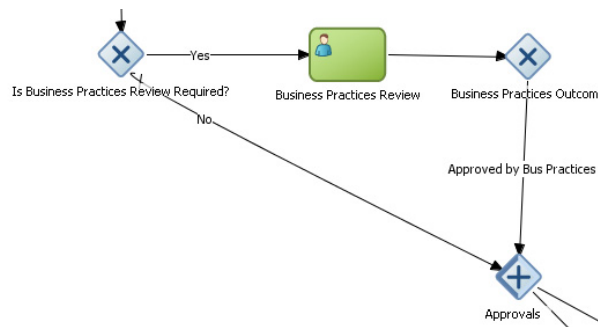 Yes
Is Business Practices Review Required?
Business Practices Review
Business Practices Outcom
No
Approved by Bus Practices
Approvals